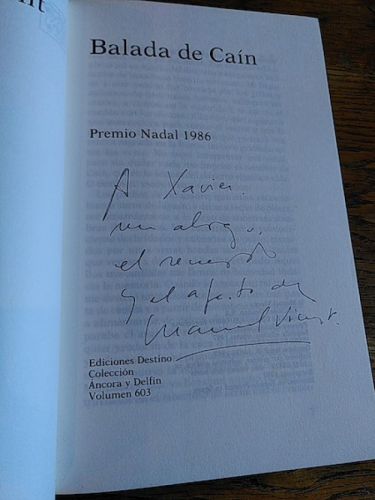 nt
Balada de Caín
Premio Nadal 1986
A Xavier.
un abrazo,
el recuerdo
y el afecto de
Manuel Vicent.
Ediciones Destino
Colección
Áncora y Delfín
Volumen 603